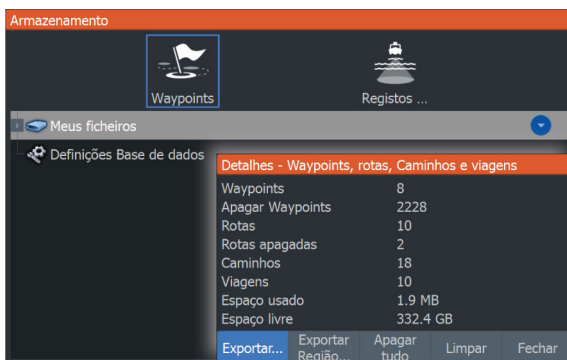 Armazenamento
Waypoints
Registos ...
Meus ficheiros
Definições Base de dados
Detalhes - Waypoints, rotas, Caminhos e viagens
Waypoints 8
Apagar Waypoints 2228
Rotas 10
Rotas apagadas 2
Caminhos 18
Viagens 10
Espaço usado 1.9 MB
Espaço livre 332.4 GB
Exportar...
Exportar
Região...
Apagar
tudo
Limpar
Fechar